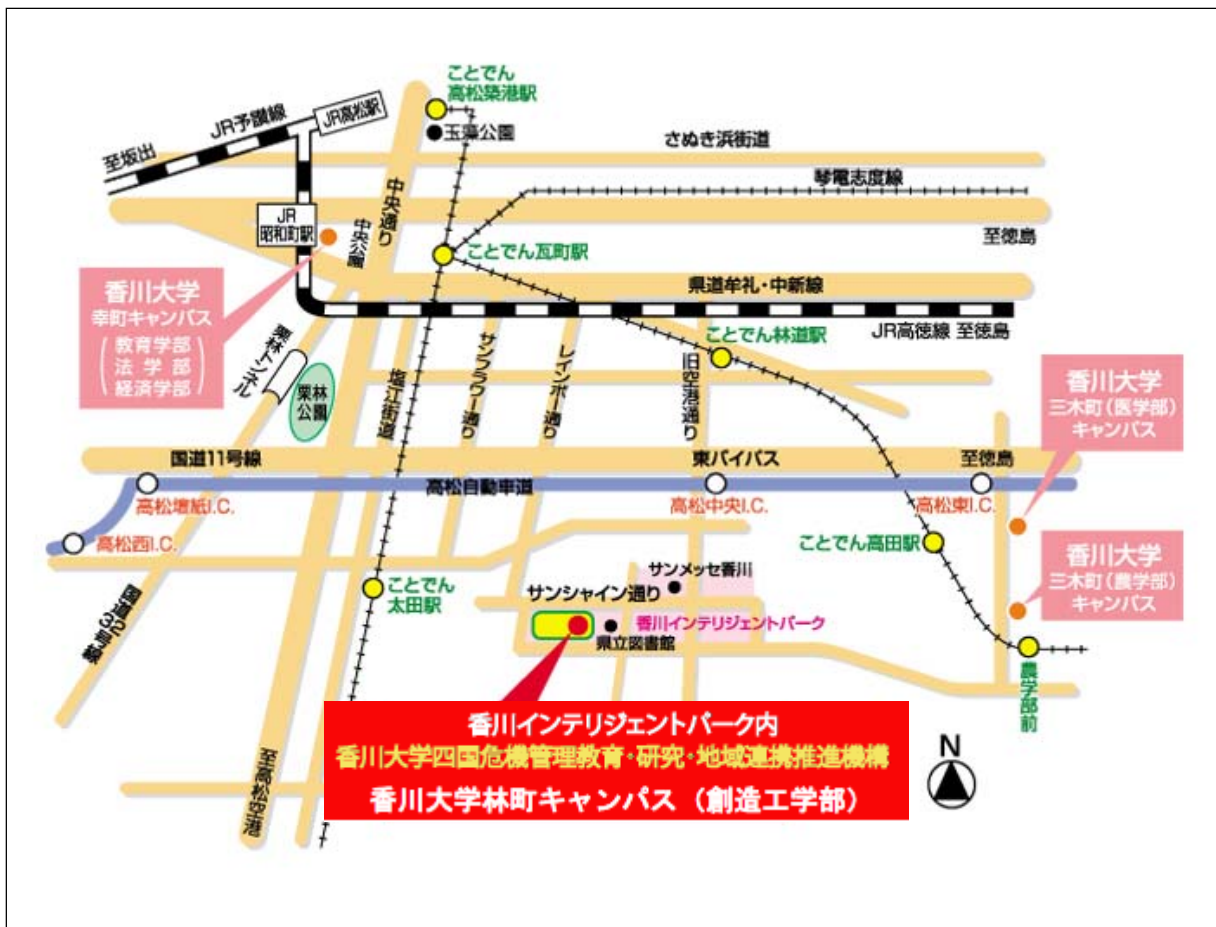 ことでん
高松築港駅
JR高松駅
JR予讃線
玉藻公園
さぬき浜街道
至坂出
琴電志度線
中央通り
JR
昭和町駅
中央公園
至徳島
ことでん瓦町駅
香川大学
幸町キャンパス
教育学部
法学部
経済学部
県道牟礼・中新線
JR高徳線 至徳島
ことでん林道駅
栗林トンネル
栗林
公園
塩江街道
サンフラワー通り
レインボー通り
旧空港通り
香川大学
三木町(医学部)
キャンパス
国道11号線
東バイパス
至徳島
高松自動車道
高松壇紙I.C.
高松中央I.C.
高松東I.C.
高松西I.C.
ことでん高田駅
香川大学
三木町(農学部)
キャンパス
サンメッセ香川
ことでん
太田駅
サンシャイン通り
国道193号線
香川インテリジェントパーク
県立図書館
農学部前
香川インテリジェントパーク内
香川大学四国危機管理教育・研究・地域連携推進機構
香川大学林町キャンパス(創造工学部)
至高松空港
N